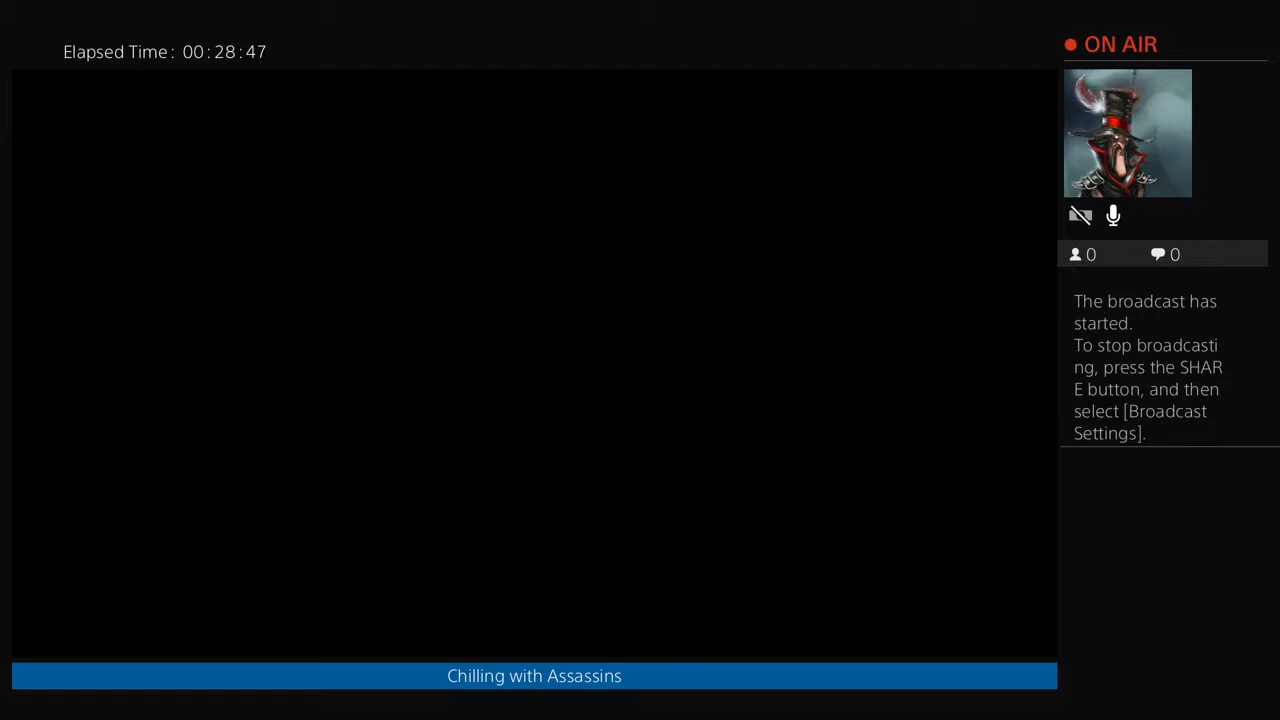 Elapsed Time: 00:28:47
ON AIR
0 0
The broadcast has
started.
To stop broadcasti
ng, press the SHAR
E button, and then
select [Broadcast
Settings].
Chilling with Assassins